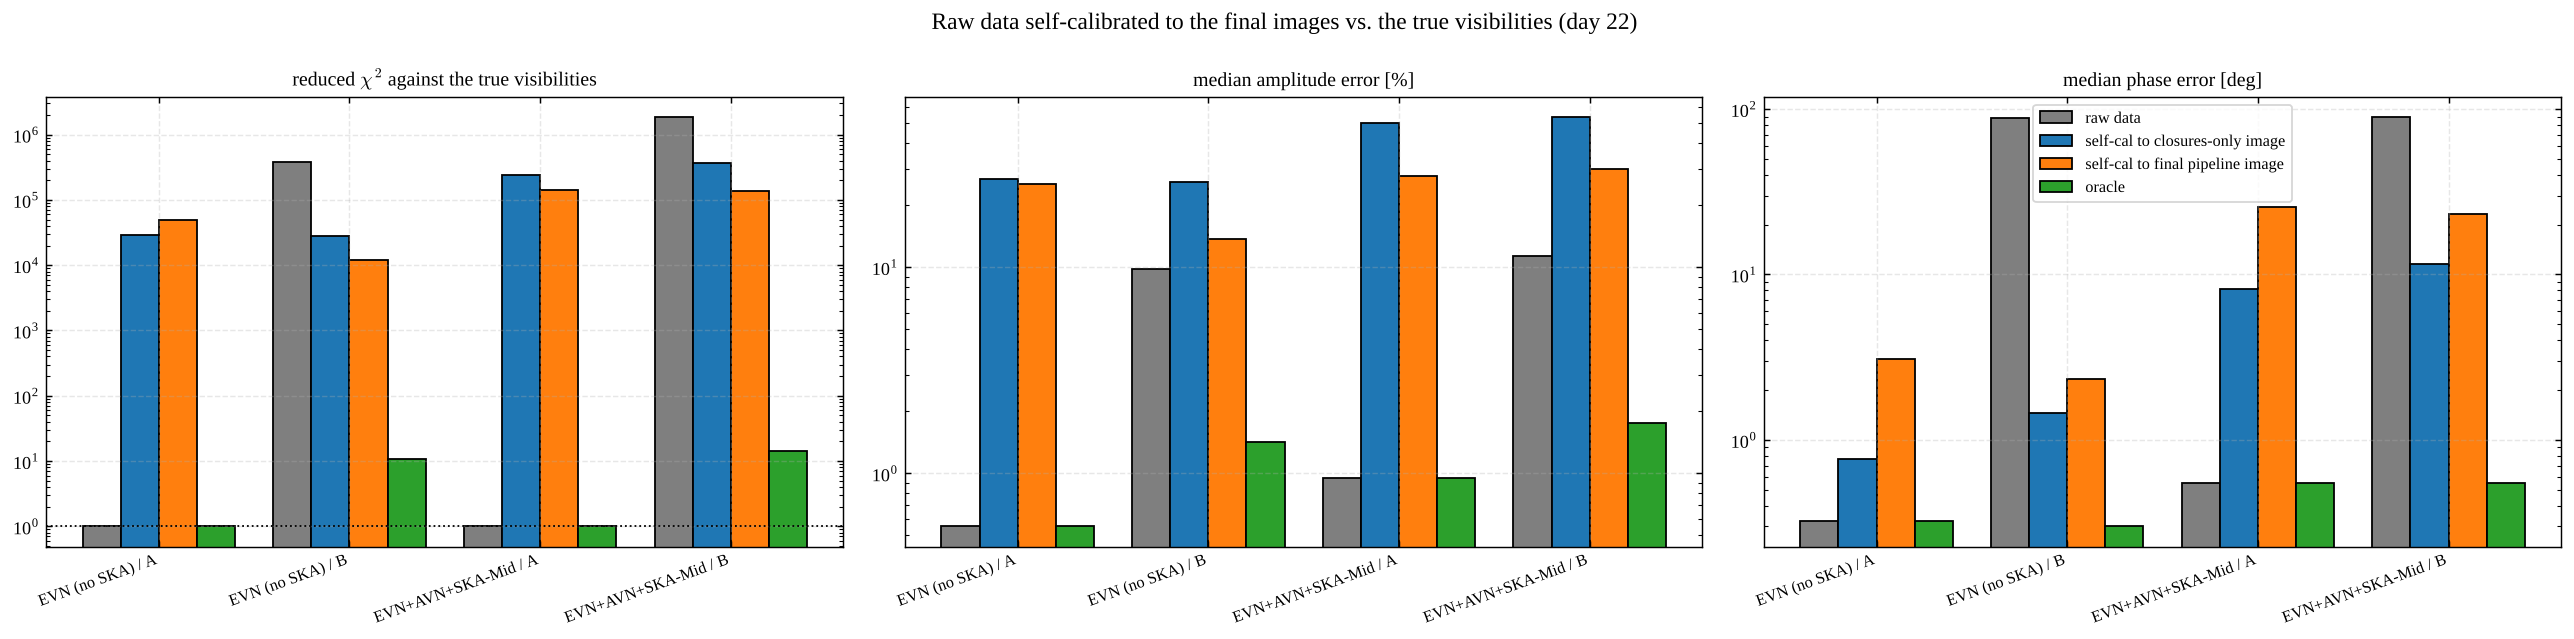 Raw data self-calibrated to the final images vs. the true visibilities (day 22)
reduced χ² against the true visibilities
10⁶
10⁵
10⁴
10³
10²
10¹
10⁰
EVN (no SKA) / A
EVN (no SKA) / B
EVN+AVN+SKA-Mid / A
EVN+AVN+SKA-Mid / B
median amplitude error [%]
10¹
10⁰
EVN (no SKA) / A
EVN (no SKA) / B
EVN+AVN+SKA-Mid / A
EVN+AVN+SKA-Mid / B
median phase error [deg]
10²
10¹
10⁰
raw data
self-cal to closures-only image
self-cal to final pipeline image
oracle
EVN (no SKA) / A
EVN (no SKA) / B
EVN+AVN+SKA-Mid / A
EVN+AVN+SKA-Mid / B